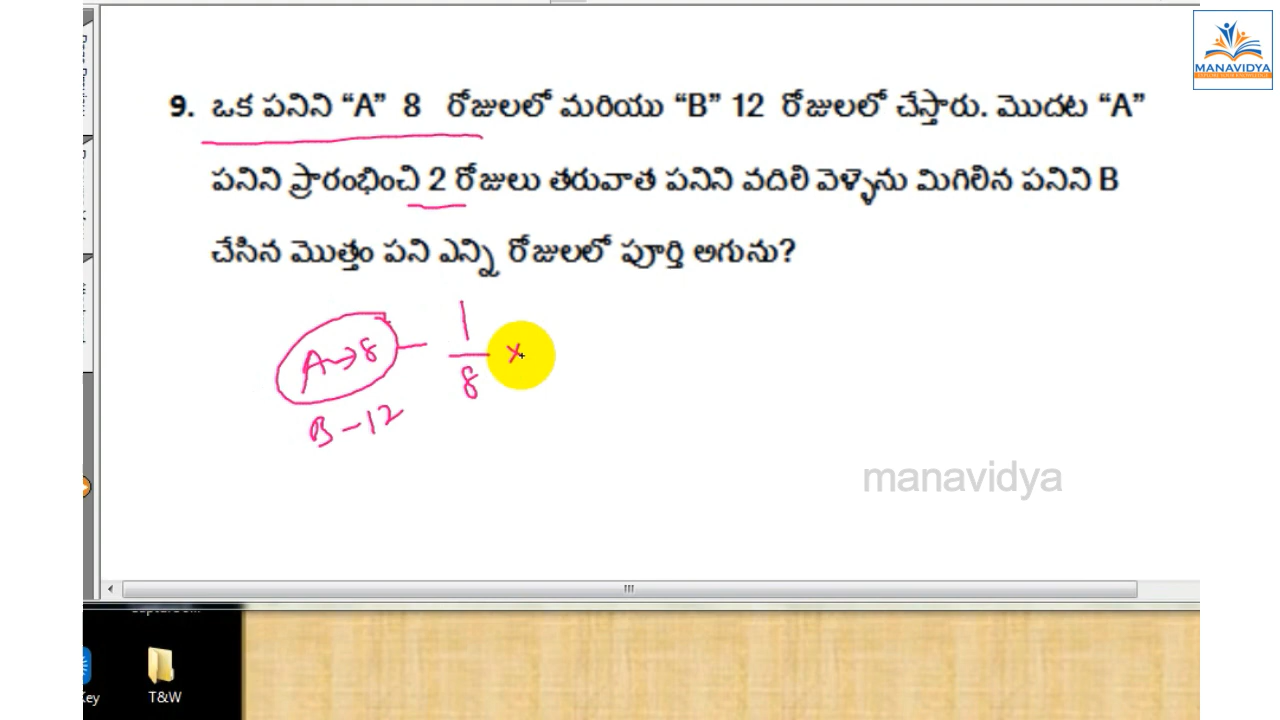 MANAVIDYA
9. ఒక పనిని “A” 8 రోజులలో మరియు “B” 12 రోజులలో చేస్తారు. మొదట “A”
పనిని ప్రారంభించి 2 రోజులు తరువాత పనిని వదిలి వెళ్ళెను మిగిలిన పనిని B
చేసిన మొత్తం పని ఎన్ని రోజులలో పూర్తి అగును?
A→8 – 1/8 ×
B – 12
manavidya
Key T&W